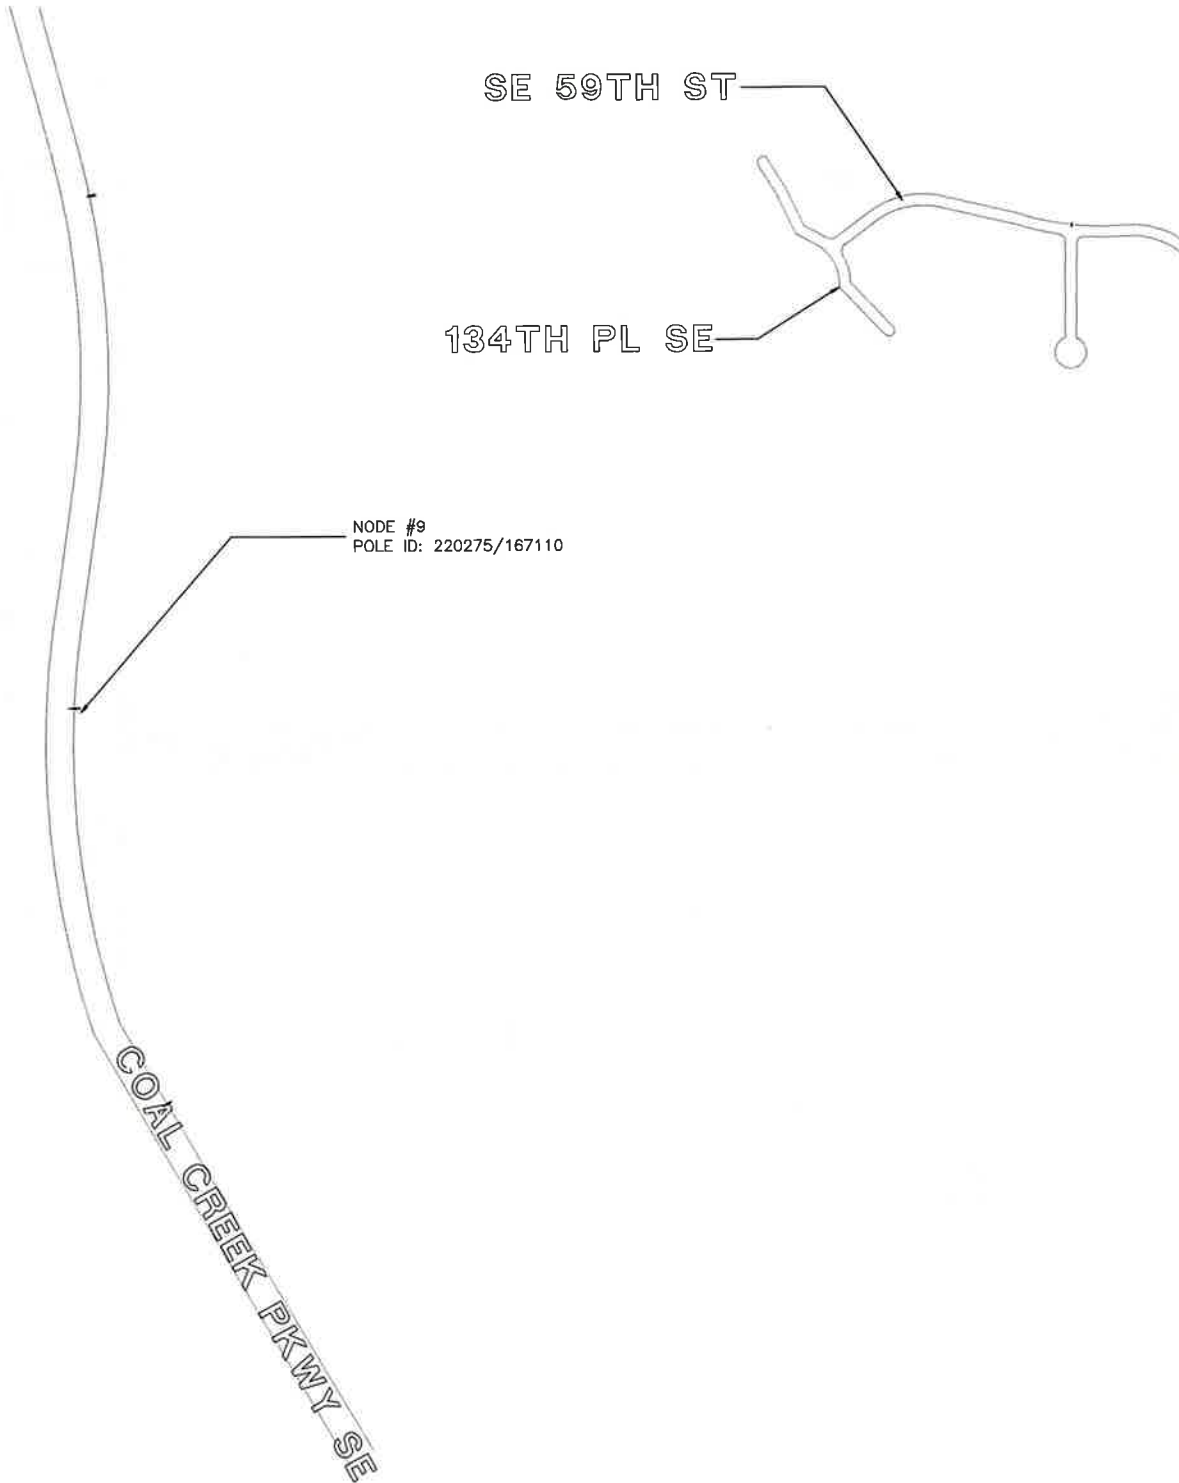 SE 59TH ST
134TH PL SE
NODE #9
POLE ID: 220275/167110
COAL CREEK PKWY SE